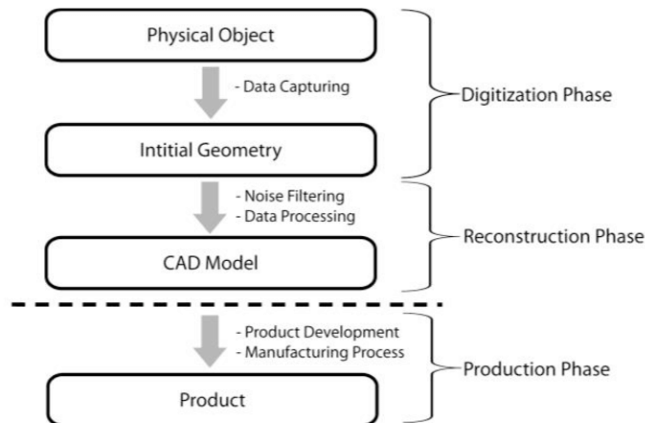 Physical Object
- Data Capturing
Digitization Phase
Intitial Geometry
- Noise Filtering
- Data Processing
Reconstruction Phase
CAD Model
- Product Development
- Manufacturing Process
Production Phase
Product